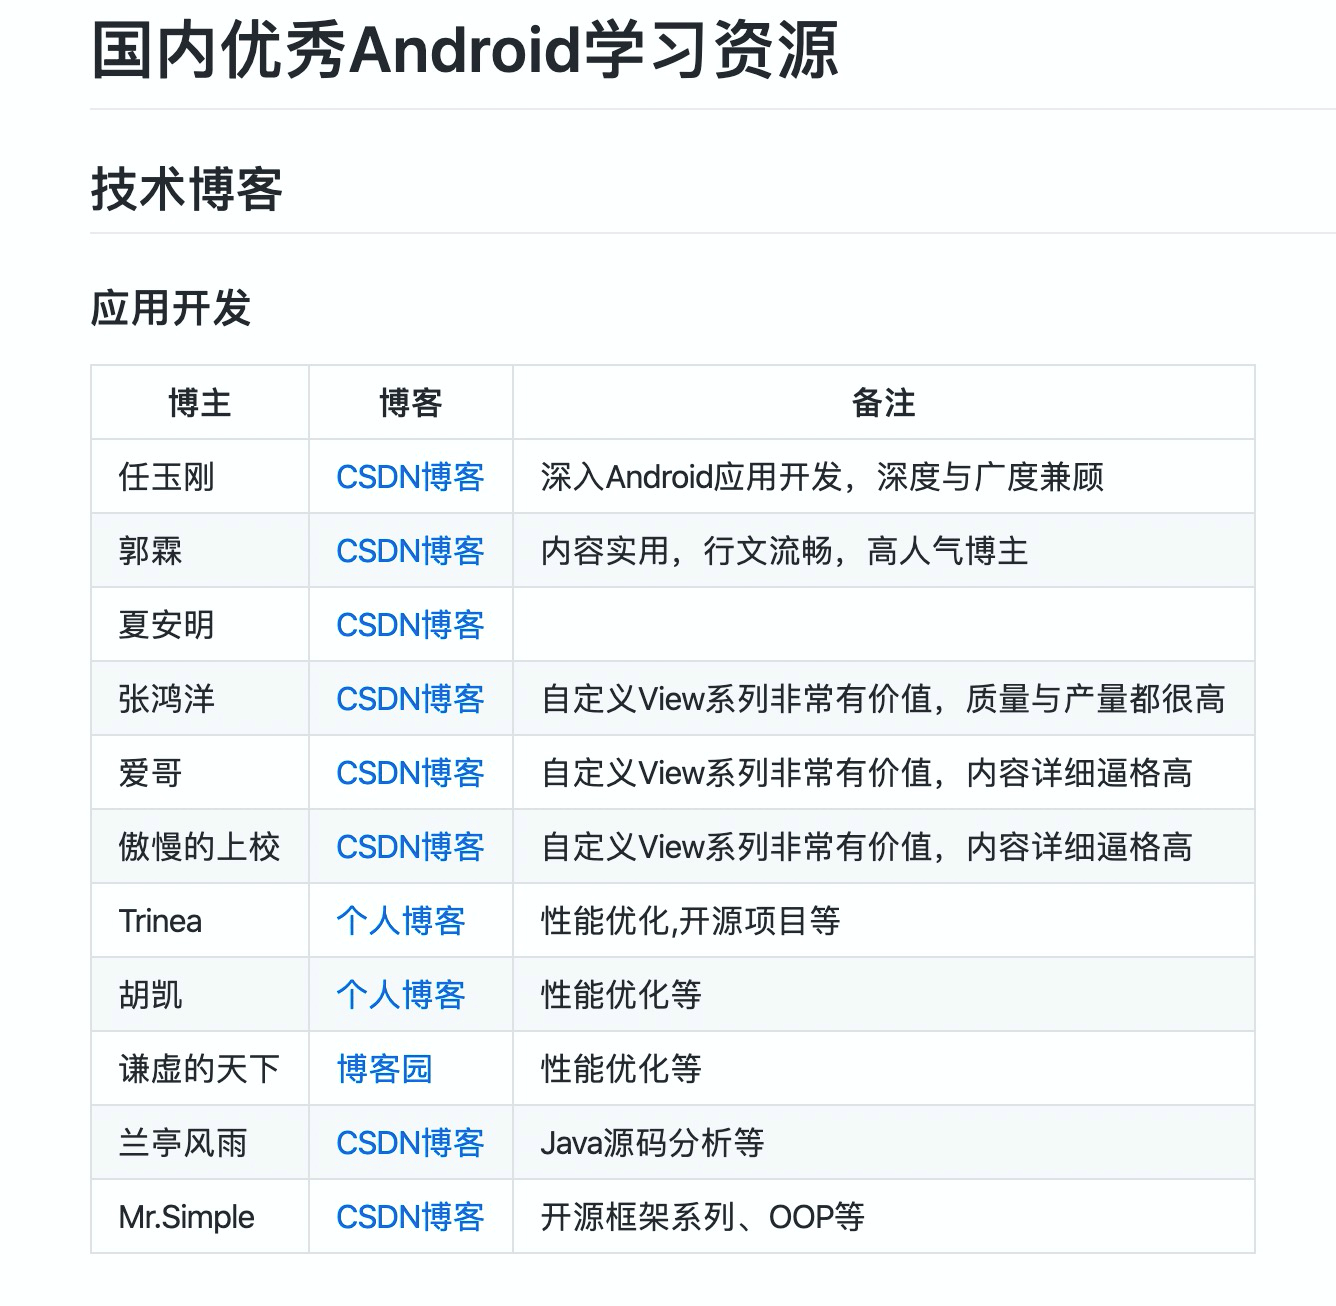 国内优秀Android学习资源
技术博客
应用开发
博主 博客 备注
任玉刚 CSDN博客 深入Android应用开发，深度与广度兼顾
郭霖 CSDN博客 内容实用，行文流畅，高人气博主
夏安明 CSDN博客
张鸿洋 CSDN博客 自定义View系列非常有价值，质量与产量都很高
爱哥 CSDN博客 自定义View系列非常有价值，内容详细逼格高
傲慢的上校 CSDN博客 自定义View系列非常有价值，内容详细逼格高
Trinea 个人博客 性能优化,开源项目等
胡凯 个人博客 性能优化等
谦虚的天下 博客园 性能优化等
兰亭风雨 CSDN博客 Java源码分析等
Mr.Simple CSDN博客 开源框架系列、OOP等